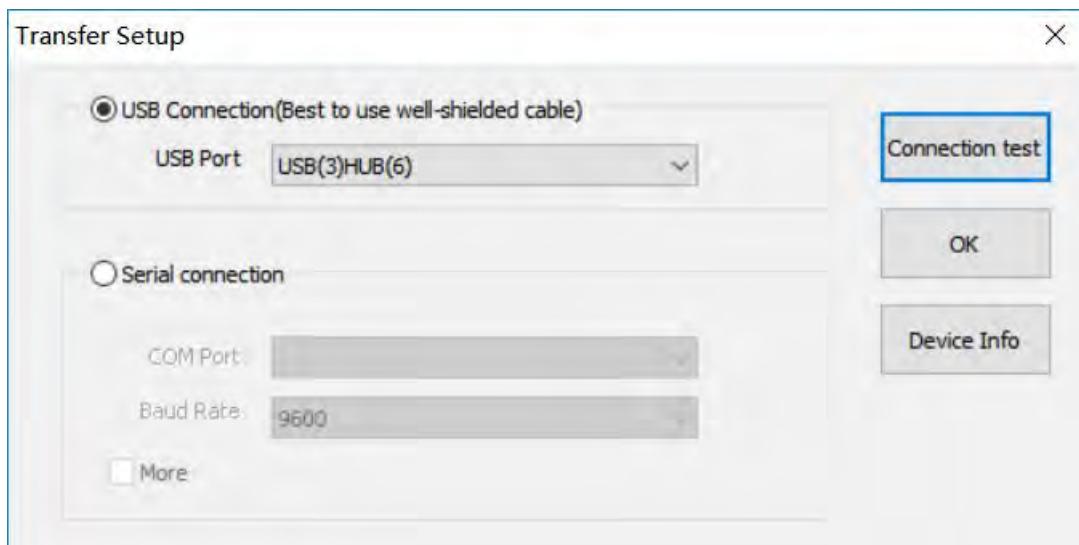 Transfer Setup
USB Connection(Best to use well-shielded cable)
USB Port
USB(3)HUB(6)
Connection test
OK
Serial connection
Device Info
COM Port
Baud Rate
9600
More